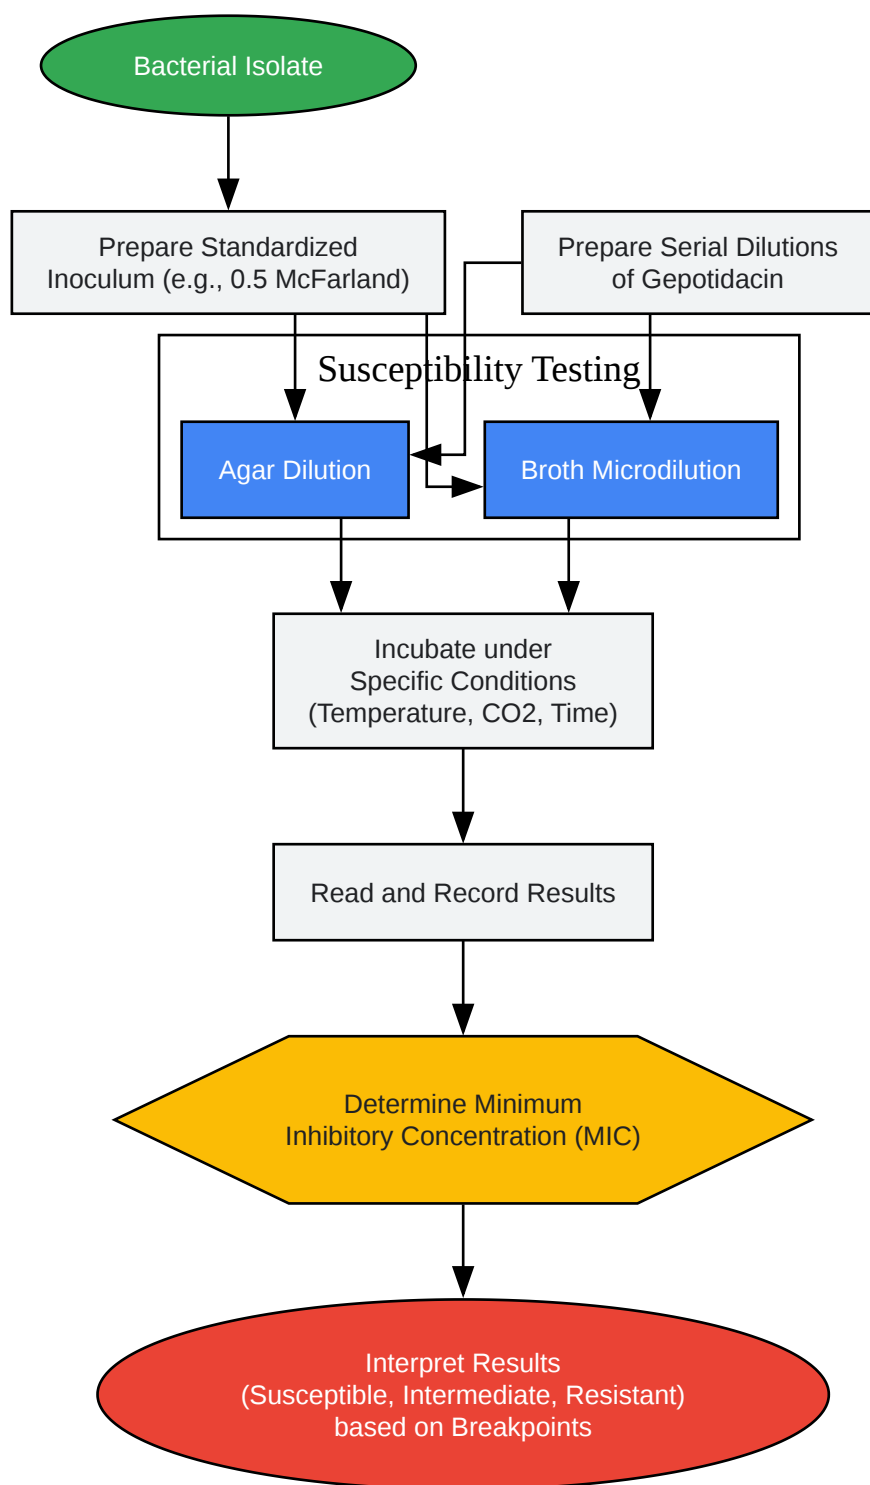 Bacterial Isolate
Prepare Standardized
Inoculum (e.g., 0.5 McFarland)
Prepare Serial Dilutions
of Gepotidacin
Susceptibility Testing
Agar Dilution
Broth Microdilution
Incubate under
Specific Conditions
(Temperature, CO2, Time)
Read and Record Results
Determine Minimum
Inhibitory Concentration (MIC)
Interpret Results
(Susceptible, Intermediate, Resistant)
based on Breakpoints